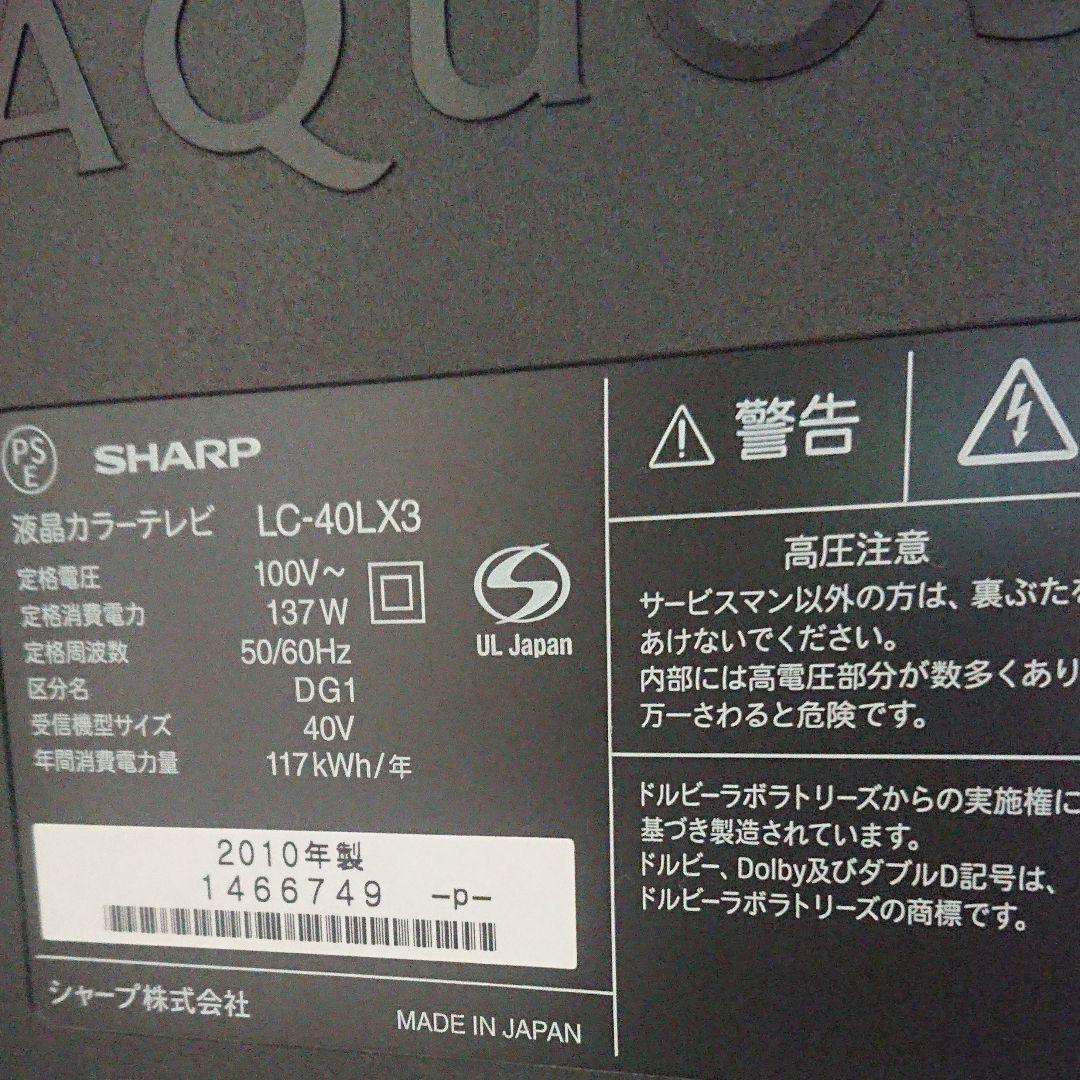 AQUO
PS
E
SHARP
液晶カラーテレビ LC-40LX3
定格電圧 100V～
定格消費電力 137W
定格周波数 50/60Hz
区分名 DG1
受信機型サイズ 40V
年間消費電力量 117kWh/年
UL Japan
2010年製
1466749 -p-
シャープ株式会社
MADE IN JAPAN
警告
高圧注意
サービスマン以外の方は、裏ぶた
あけないでください。
内部には高電圧部分が数多くあり
万一さわると危険です。
ドルビーラボラトリーズからの実施権に
基づき製造されています。
ドルビー、Dolby及びダブルD記号は、
ドルビーラボラトリーズの商標です。